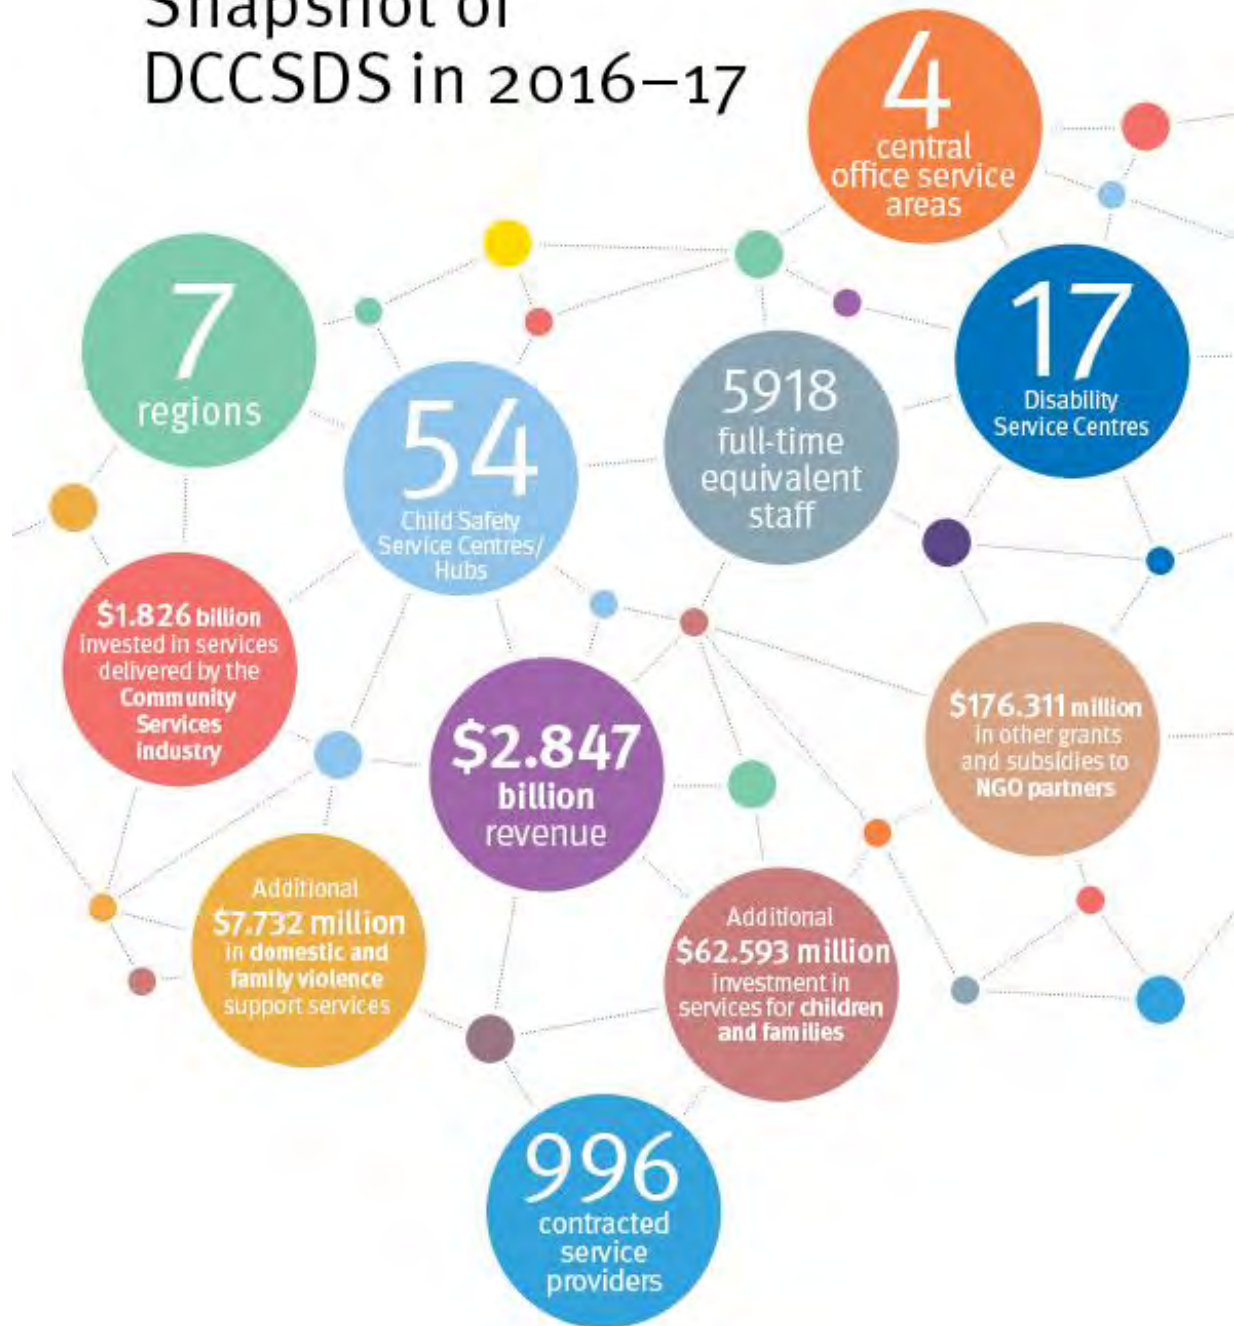 Snapshot of
DCCSDS in 2016–17
4
central
office service
areas
7
regions
54
Child Safety
Service Centres/
Hubs
5918
full-time
equivalent
staff
17
Disability
Service Centres
$1.826 billion
invested in services
delivered by the
Community
Services
industry
$2.847
billion
revenue
$176.311 million
in other grants
and subsidies to
NGO partners
Additional
$7.732 million
in domestic and
family violence
support services
Additional
$62.593 million
investment in
services for children
and families
996
contracted
service
providers